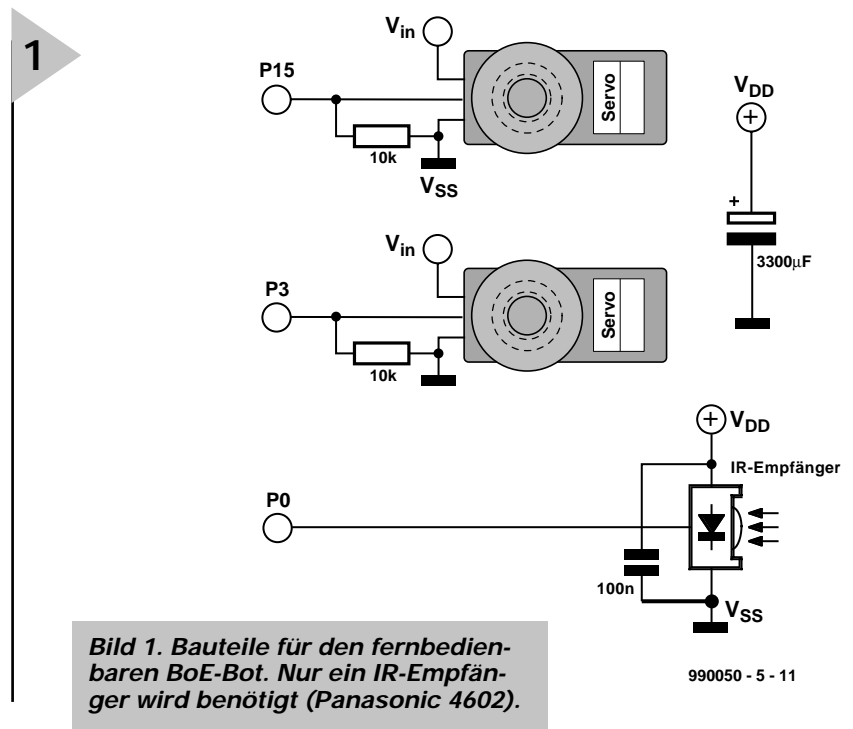 1
Vin
P15
Servo
10k
VSS
VDD
+
+
3300µF
Vin
P3
Servo
10k
+
VDD
IR-Empfänger
P0
100n
VSS
Bild 1. Bauteile für den fernbedien-
baren BoE-Bot. Nur ein IR-Empfän-
ger wird benötigt (Panasonic 4602).
990050 - 5 - 11